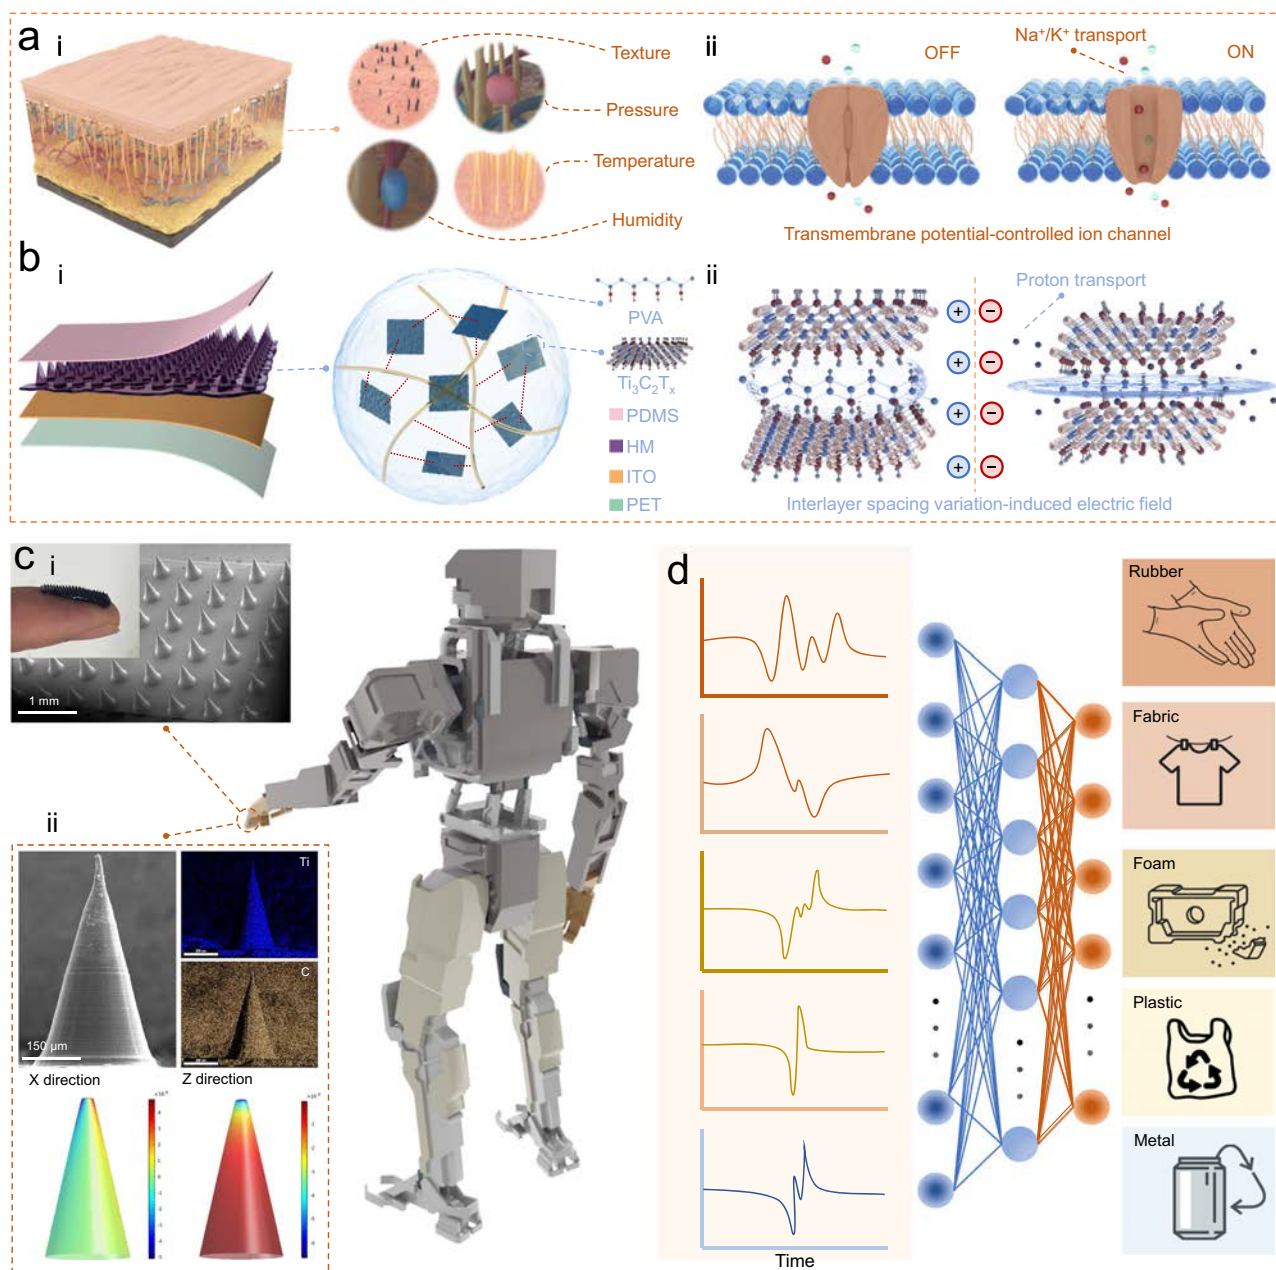 a
i
Texture
Pressure
Temperature
Humidity
ii
OFF
Na⁺/K⁺ transport
ON
Transmembrane potential-controlled ion channel
b
i
PVA
Ti₃C₂Tₓ
PDMS
HM
ITO
PET
ii
Proton transport
+ −
+ −
+ −
+ −
Interlayer spacing variation-induced electric field
c
i
1 mm
ii
Ti
C
150 µm
X direction
Z direction
d
Time
Rubber
Fabric
Foam
Plastic
Metal